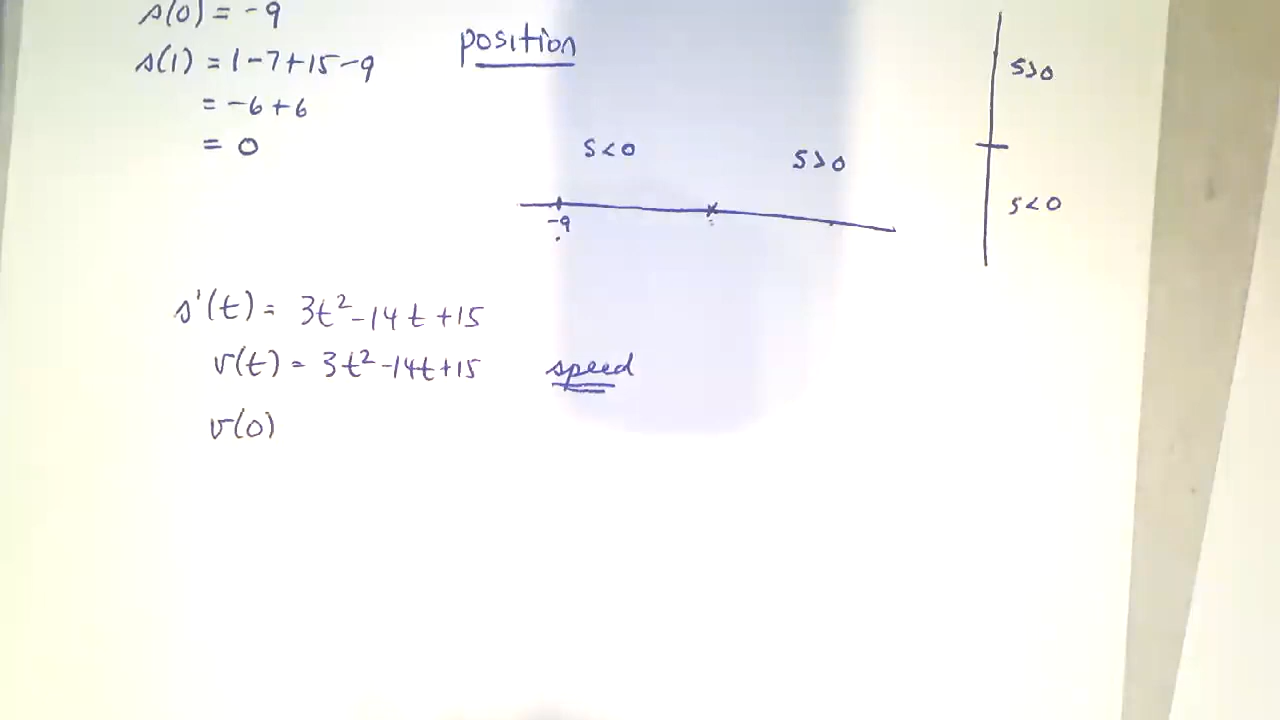 s(0) = -9
s(1) = 1-7+15-9
= -6+6
= 0
position
s<0
s>0
-9
s>0
s<0
s'(t) = 3t²-14t+15
v(t) = 3t²-14t+15 speed
v(0)